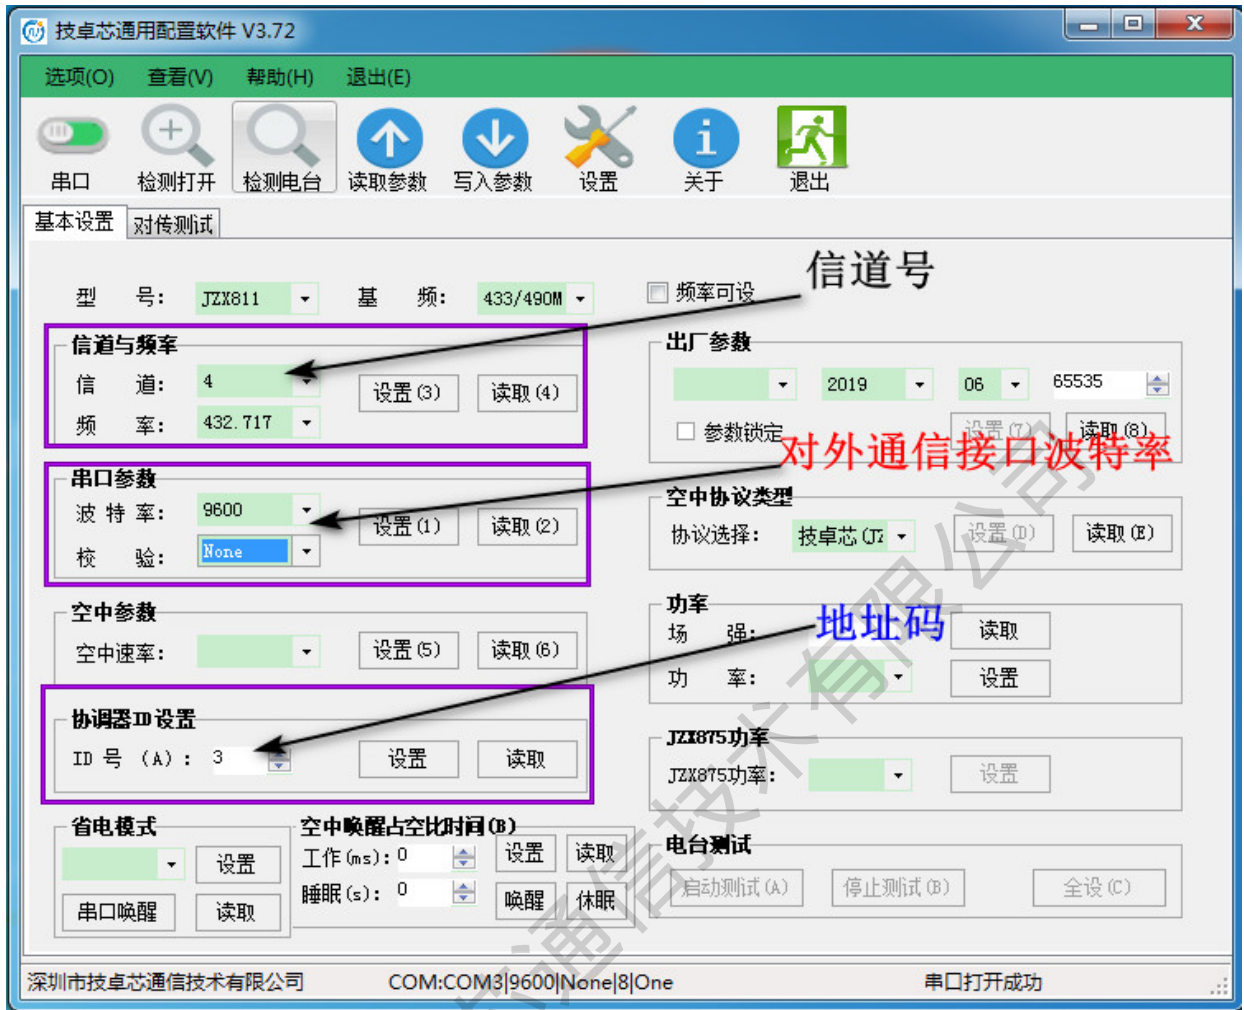 技卓芯通用配置软件 V3.72
选项(O) 查看(V) 帮助(H) 退出(E)
串口 检测打开 检测电台 读取参数 写入参数 设置 关于 退出
基本设置 对传测试
信道号
型 号: JZX811 基 频: 433/490M 频率可设
信道与频率
信 道: 4 设置(3) 读取(4)
频 率: 432.717
出厂参数
2019 06 65535
参数锁定 设置(7) 读取(8)
对外通信接口波特率
串口参数
波特率: 9600 设置(1) 读取(2)
校 验: None
空中协议类型
协议选择: 技卓芯(JZ 设置(D) 读取(E)
空中参数
空中速率: 设置(5) 读取(6)
功率
场 强: 读取
功 率: 设置
地址码
协调器ID设置
ID号(A): 3 设置 读取
JZX875功率
JZX875功率: 设置
省电模式
设置
串口唤醒 读取
空中唤醒占空比时间(B)
工作(ms): 0 设置 读取
睡眠(s): 0 唤醒 休眠
电台测试
启动测试(A) 停止测试(B) 全设(C)
深圳市技卓芯通信技术有限公司 COM:COM3|9600|None|8|One 串口打开成功
芯通信技术有限公司